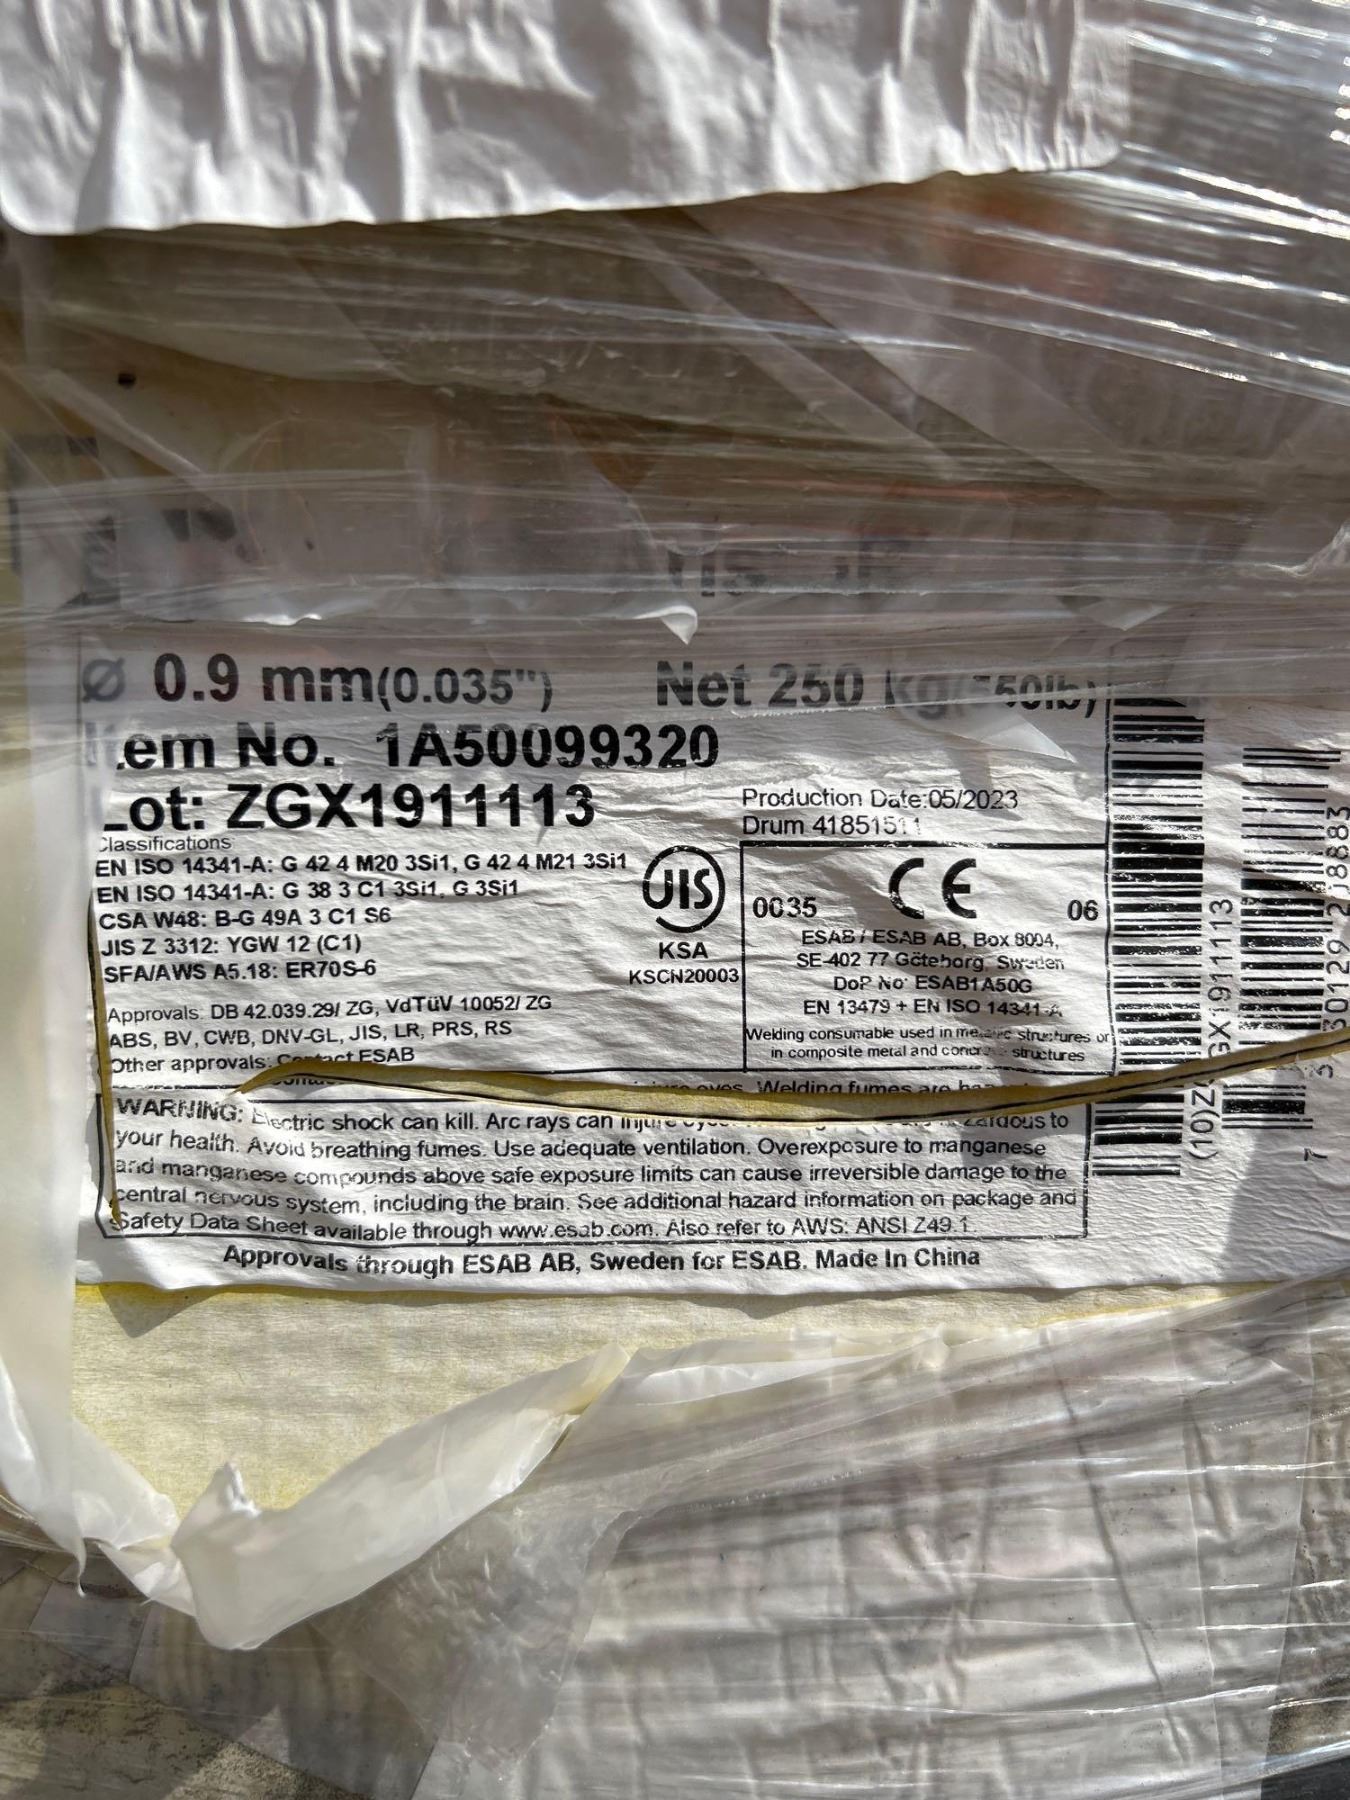 Ø 0.9 mm(0.035") Net 250 kg(550lb)
Item No. 1A50099320
Lot: ZGX1911113
Production Date:05/2023
Drum 41851511
Classifications
EN ISO 14341-A: G 42 4 M20 3Si1, G 42 4 M21 3Si1
EN ISO 14341-A: G 38 3 C1 3Si1, G 3Si1
CSA W48: B-G 49A 3 C1 S6
JIS Z 3312: YGW 12 (C1)
SFA/AWS A5.18: ER70S-6
JIS
KSA
KSCN20003
CE
0035 06
ESAB / ESAB AB, Box 8004,
SE-402 77 Göteborg, Sweden
DoP No' ESAB1A50G
EN 13479 + EN ISO 14341-A
Welding consumable used in metallic structures or
in composite metal and concrete structures
Approvals: DB 42.039.29/ ZG, VdTüV 10052/ ZG
ABS, BV, CWB, DNV-GL, JIS, LR, PRS, RS
Other approvals: Contact ESAB
WARNING: Electric shock can kill. Arc rays can injure eyes. Welding fumes are hazardous to
your health. Avoid breathing fumes. Use adequate ventilation. Overexposure to manganese
and manganese compounds above safe exposure limits can cause irreversible damage to the
central nervous system, including the brain. See additional hazard information on package and
Safety Data Sheet available through www.esab.com. Also refer to AWS: ANSI Z49.1.
Approvals through ESAB AB, Sweden for ESAB. Made In China